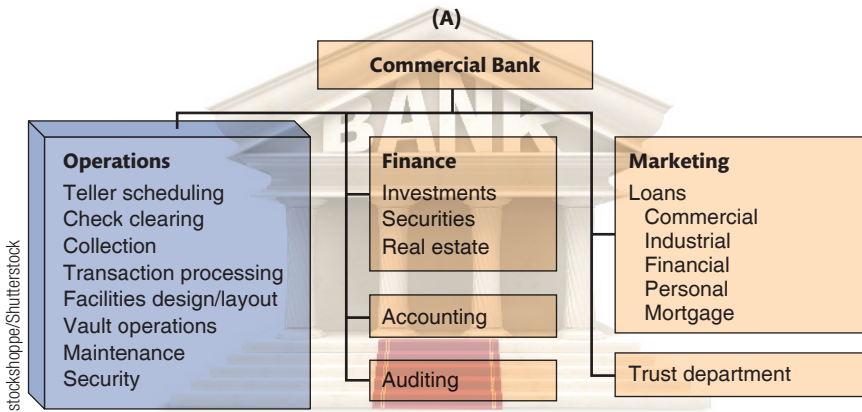 (A)
Commercial Bank
BANK
Operations
Teller scheduling
Check clearing
Collection
Transaction processing
Facilities design/layout
Vault operations
Maintenance
Security
Finance
Investments
Securities
Real estate
Accounting
Auditing
Marketing
Loans
Commercial
Industrial
Financial
Personal
Mortgage
Trust department
stockshoppe/Shutterstock